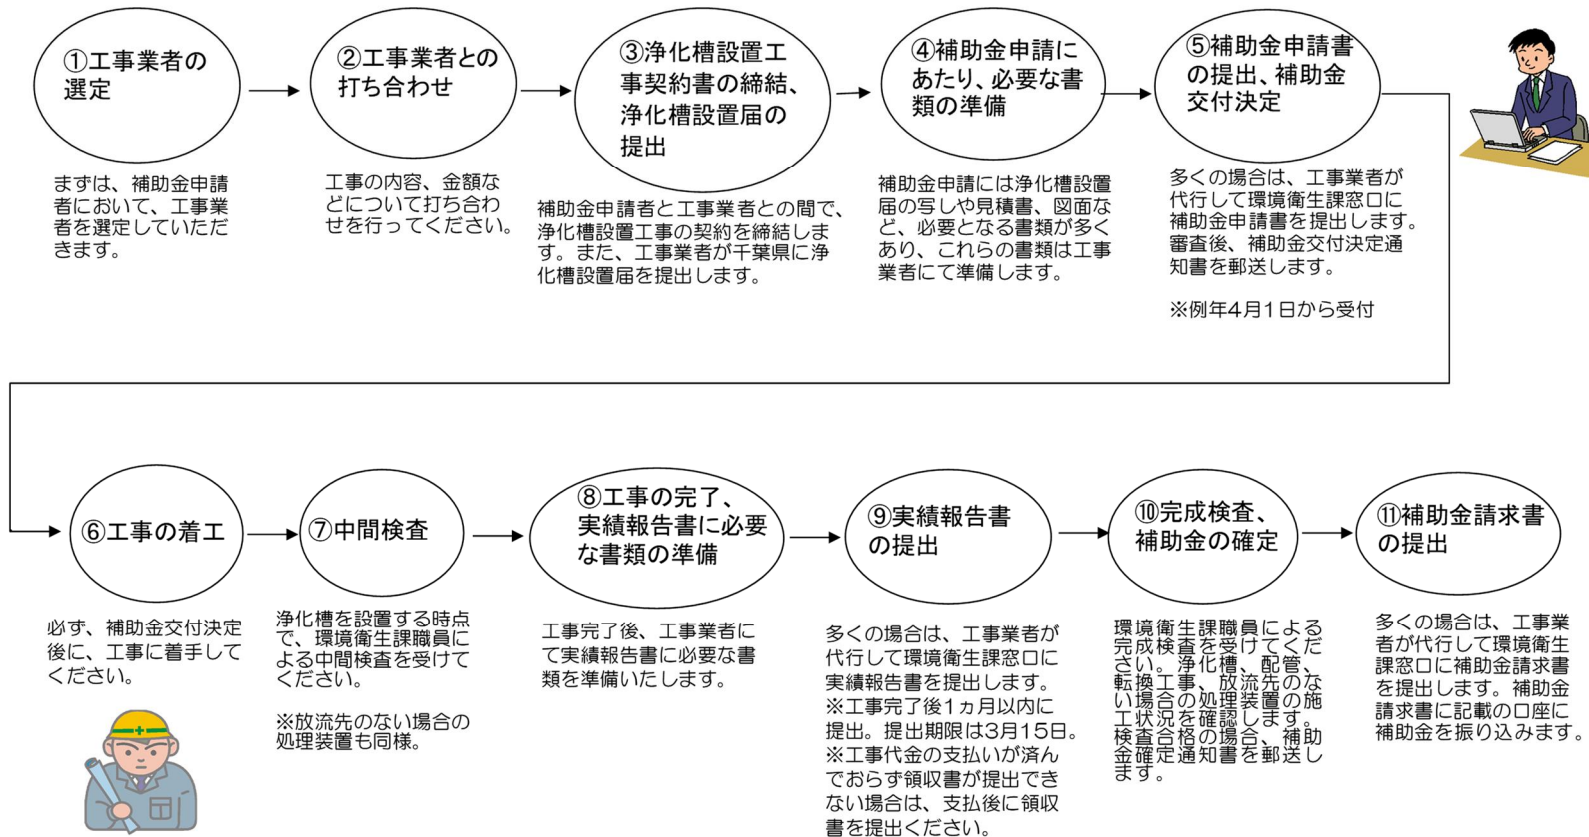 ①工事業者の
選定
まずは、補助金申請
者において、工事業
者を選定していただ
きます。
②工事業者との
打ち合わせ
工事の内容、金額な
どについて打ち合わ
せを行ってください。
③浄化槽設置工
事契約書の締結、
浄化槽設置届の
提出
補助金申請者と工事業者との間で、
浄化槽設置工事の契約を締結しま
す。また、工事業者が千葉県に浄
化槽設置届を提出します。
④補助金申請に
あたり、必要な書
類の準備
補助金申請には浄化槽設置
届の写しや見積書、図面な
ど、必要となる書類が多く
あり、これらの書類は工事
業者にて準備します。
⑤補助金申請書
の提出、補助金
交付決定
多くの場合は、工事業者が
代行して環境衛生課窓口に
補助金申請書を提出します。
審査後、補助金交付決定通
知書を郵送します。
※例年4月1日から受付
⑥工事の着工
必ず、補助金交付決定
後に、工事に着手して
ください。
⑦中間検査
浄化槽を設置する時点
で、環境衛生課職員に
よる中間検査を受けて
ください。
※放流先のない場合の
処理装置も同様。
⑧工事の完了、
実績報告書に必要
な書類の準備
工事完了後、工事業者に
て実績報告書に必要な書
類を準備いたします。
⑨実績報告書
の提出
多くの場合は、工事業者が
代行して環境衛生課窓口に
実績報告書を提出します。
※工事完了後1ヵ月以内に
提出。提出期限は3月15日。
※工事代金の支払いが済ん
でおらず領収書が提出でき
ない場合は、支払後に領収
書を提出ください。
⑩完成検査、
補助金の確定
環境衛生課職員による
完成検査を受けてくだ
さい。浄化槽、配管、
転換工事、放流先のな
い場合の処理装置の施
工状況を確認します。
検査合格の場合、補助
金確定通知書を郵送し
ます。
⑪補助金請求書
の提出
多くの場合は、工事業
者が代行して環境衛生
課窓口に補助金請求書
を提出します。補助金
請求書に記載の口座に
補助金を振り込みます。